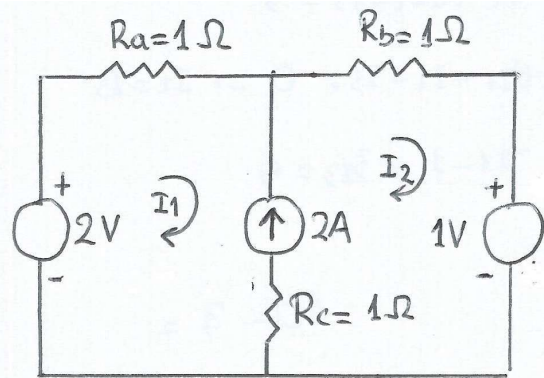 Ra=1Ω
Rb=1Ω
+
I1
I2
+
2V
2A
1V
-
-
Rc= 1Ω